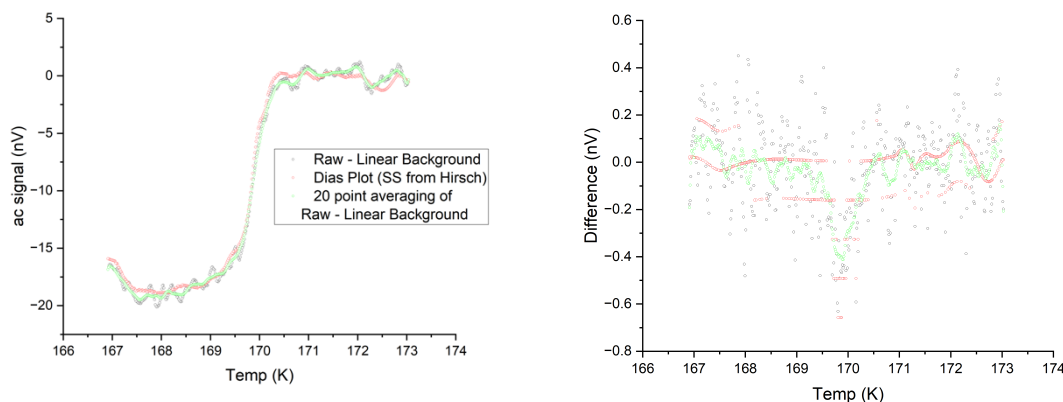 5
0
−5
−10
−15
−20
ac signal (nV)
166 167 168 169 170 171 172 173 174
Temp (K)
Raw - Linear Background
Dias Plot (SS from Hirsch)
20 point averaging of
Raw - Linear Background
0.6
0.4
0.2
0.0
−0.2
−0.4
−0.6
−0.8
Difference (nV)
166 167 168 169 170 171 172 173 174
Temp (K)